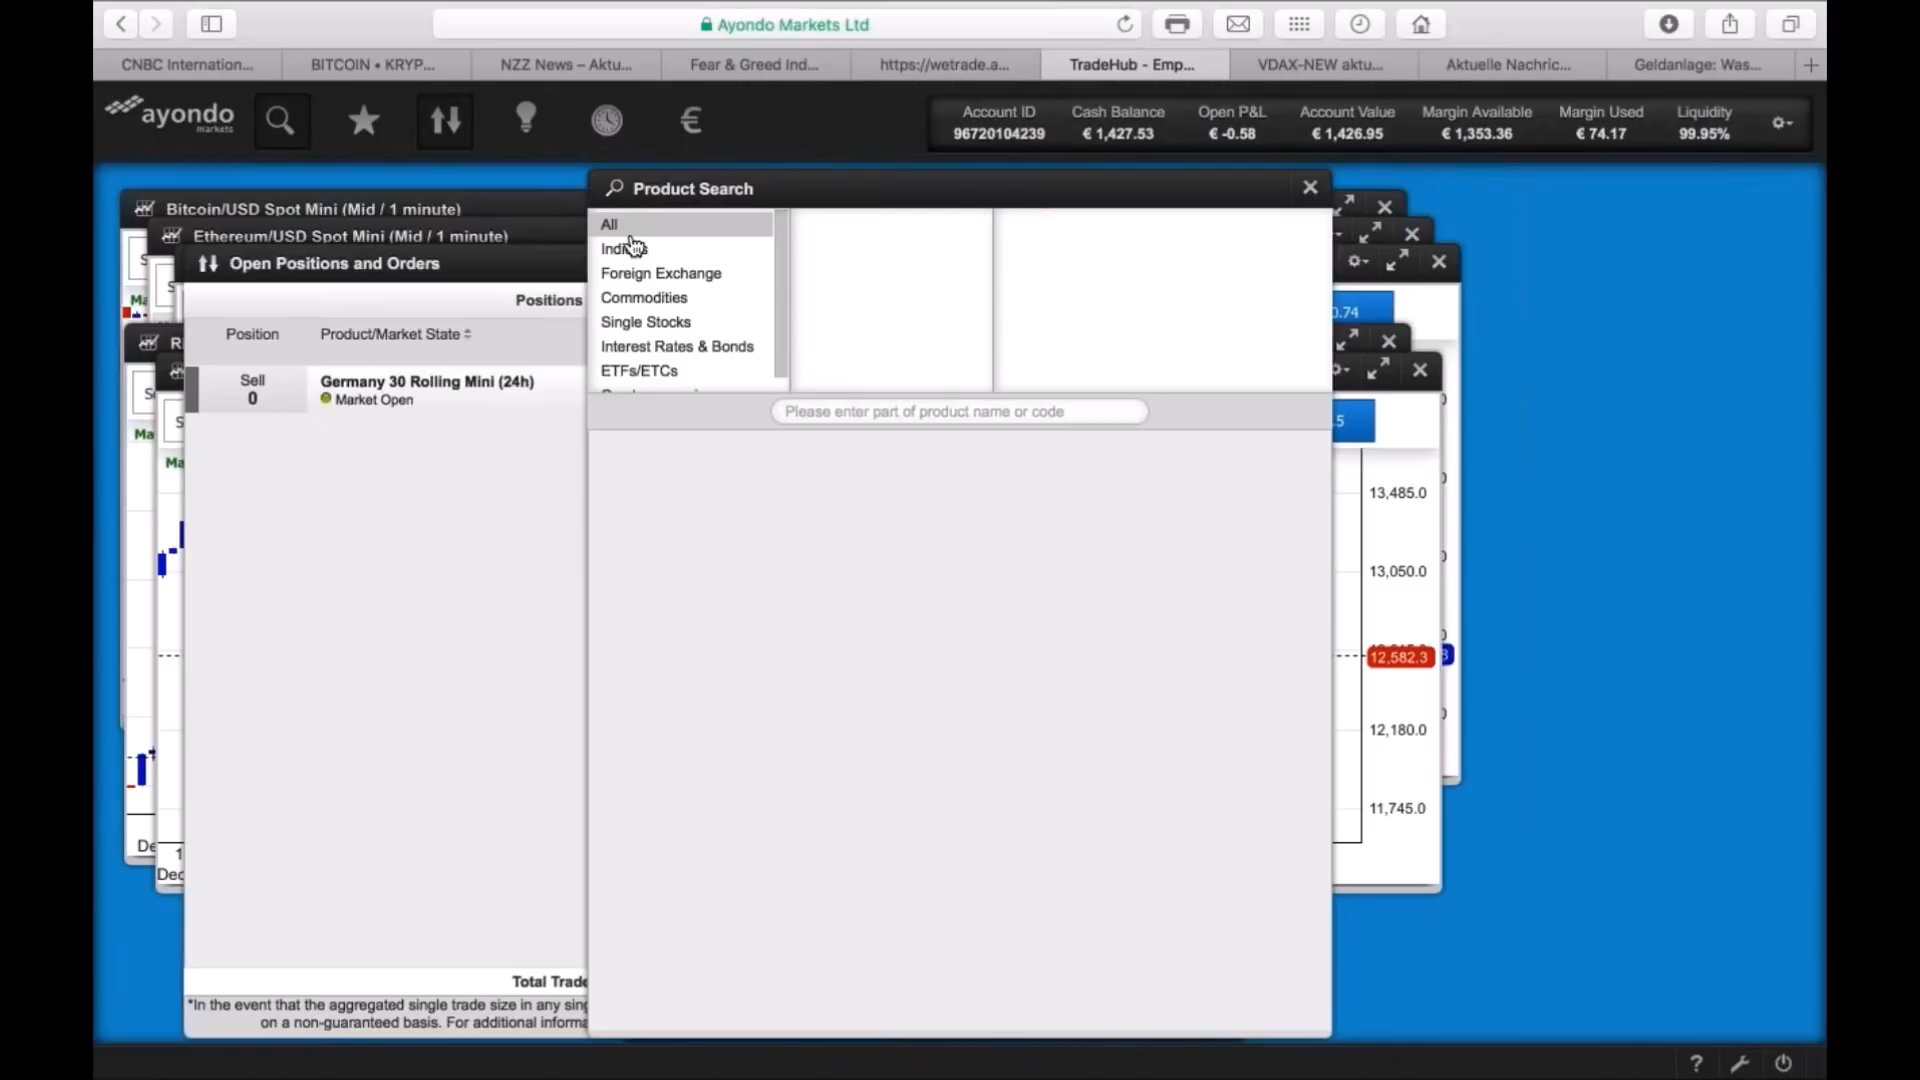 Ayondo Markets Ltd
CNBC Internation...
BITCOIN • KRYP...
NZZ News – Aktu...
Fear & Greed Ind...
https://wetrade.a...
TradeHub - Emp...
VDAX-NEW aktu...
Aktuelle Nachric...
Geldanlage: Was...
ayondo
markets
€
Account ID
96720104239
Cash Balance
€ 1,427.53
Open P&L
€ -0.58
Account Value
€ 1,426.95
Margin Available
€ 1,353.36
Margin Used
€ 74.17
Liquidity
99.95%
Bitcoin/USD Spot Mini (Mid / 1 minute)
Ethereum/USD Spot Mini (Mid / 1 minute)
Open Positions and Orders
Positions
Position
Product/Market State
Sell
0
Germany 30 Rolling Mini (24h)
Market Open
Product Search
All
Foreign Exchange
Commodities
Single Stocks
Interest Rates & Bonds
ETFs/ETCs
Please enter part of product name or code
13,485.0
13,050.0
12,582.3
12,180.0
11,745.0
Total Trade
*In the event that the aggregated single trade size in any sing
on a non-guaranteed basis. For additional informa
Dec